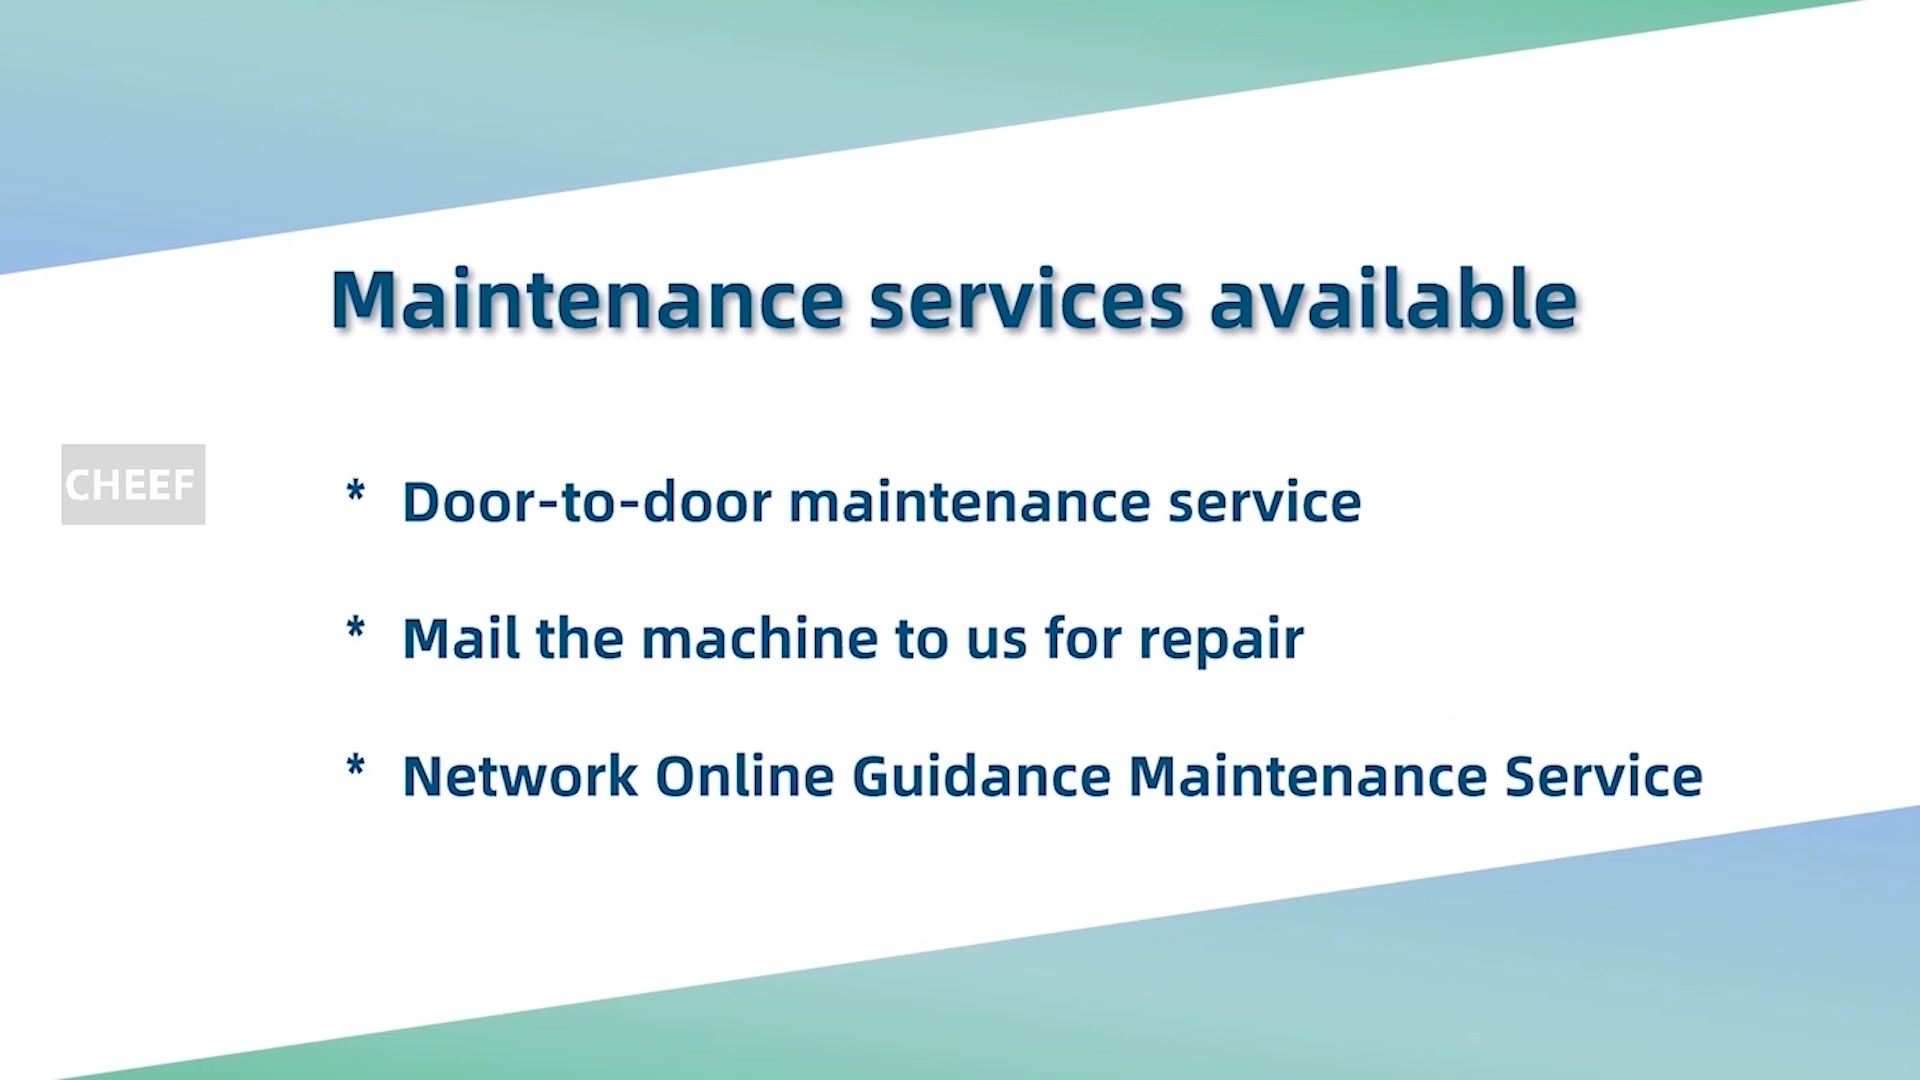 Maintenance services available
CHEEF
* Door-to-door maintenance service
* Mail the machine to us for repair
* Network Online Guidance Maintenance Service